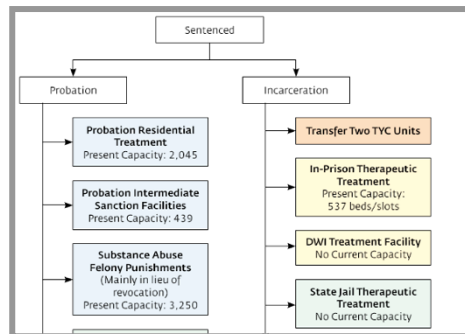 Sentenced
Probation
Incarceration
Probation Residential
Treatment
Present Capacity: 2,045
Probation Intermediate
Sanction Facilities
Present Capacity: 439
Substance Abuse
Felony Punishments
(Mainly in lieu of
revocation)
Present Capacity: 3,250
Transfer Two TYC Units
In-Prison Therapeutic
Treatment
Present Capacity:
537 beds/slots
DWI Treatment Facility
No Current Capacity
State Jail Therapeutic
Treatment
No Current Capacity